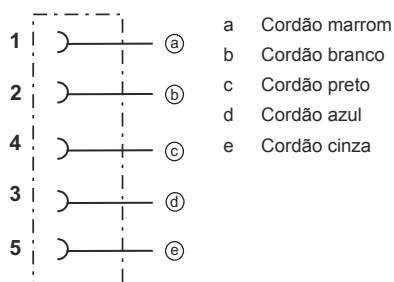 1 ⓐ
2 ⓑ
4 ⓒ
3 ⓓ
5 ⓔ
a Cordão marrom
b Cordão branco
c Cordão preto
d Cordão azul
e Cordão cinza